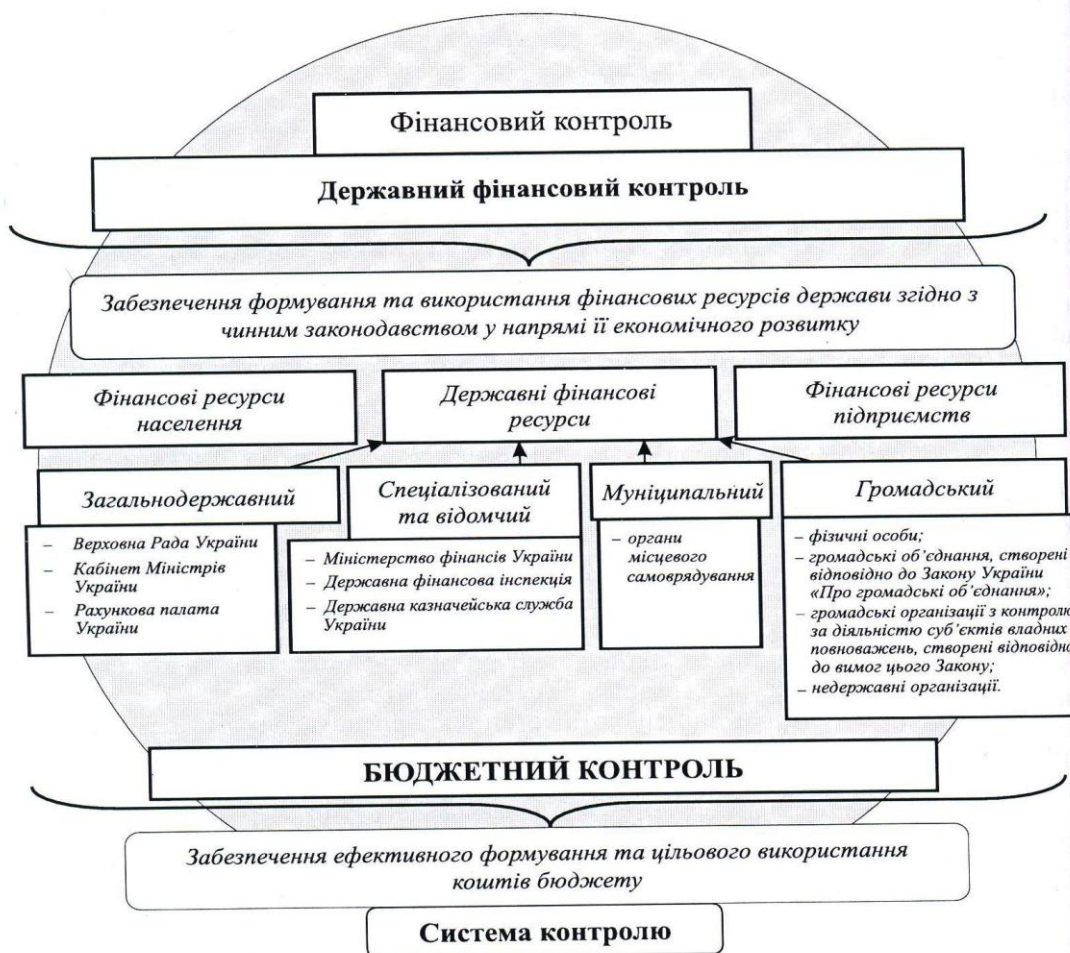 Фінансовий контроль
Державний фінансовий контроль
Забезпечення формування та використання фінансових ресурсів держави згідно з
чинним законодавством у напрямі її економічного розвитку
Фінансові ресурси
населення
Державні фінансові
ресурси
Фінансові ресурси
підприємств
Загальнодержавний
– Верховна Рада України
– Кабінет Міністрів
України
– Рахункова палата
України
Спеціалізований
та відомчий
– Міністерство фінансів України
– Державна фінансова інспекція
– Державна казначейська служба
України
Муніципальний
– органи
місцевого
самоврядування
Громадський
– фізичні особи;
– громадські об’єднання, створені
відповідно до Закону України
«Про громадські об’єднання»;
– громадські організації з контролю
за діяльністю суб’єктів владних
повноважень, створені відповідно
до вимог цього Закону;
– недержавні організації.
БЮДЖЕТНИЙ КОНТРОЛЬ
Забезпечення ефективного формування та цільового використання
коштів бюджету
Система контролю